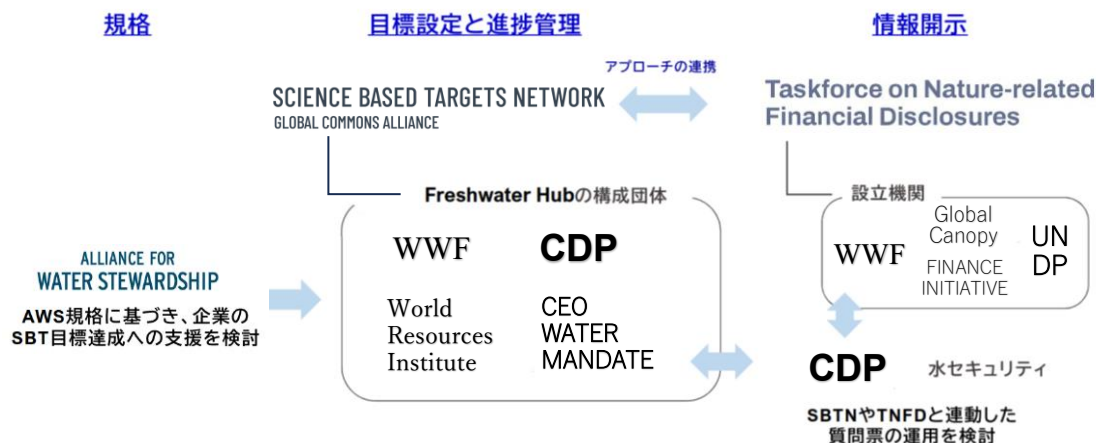 規格
目標設定と進捗管理
情報開示
アプローチの連携
SCIENCE BASED TARGETS NETWORK
GLOBAL COMMONS ALLIANCE
Taskforce on Nature-related
Financial Disclosures
Freshwater Hubの構成団体
WWF
CDP
World
Resources
Institute
CEO
WATER
MANDATE
設立機関
WWF
Global
Canopy
FINANCE
INITIATIVE
UN
DP
ALLIANCE FOR
WATER STEWARDSHIP
AWS規格に基づき、企業の
SBT目標達成への支援を検討
CDP
水セキュリティ
SBTNやTNFDと連動した
質問票の運用を検討